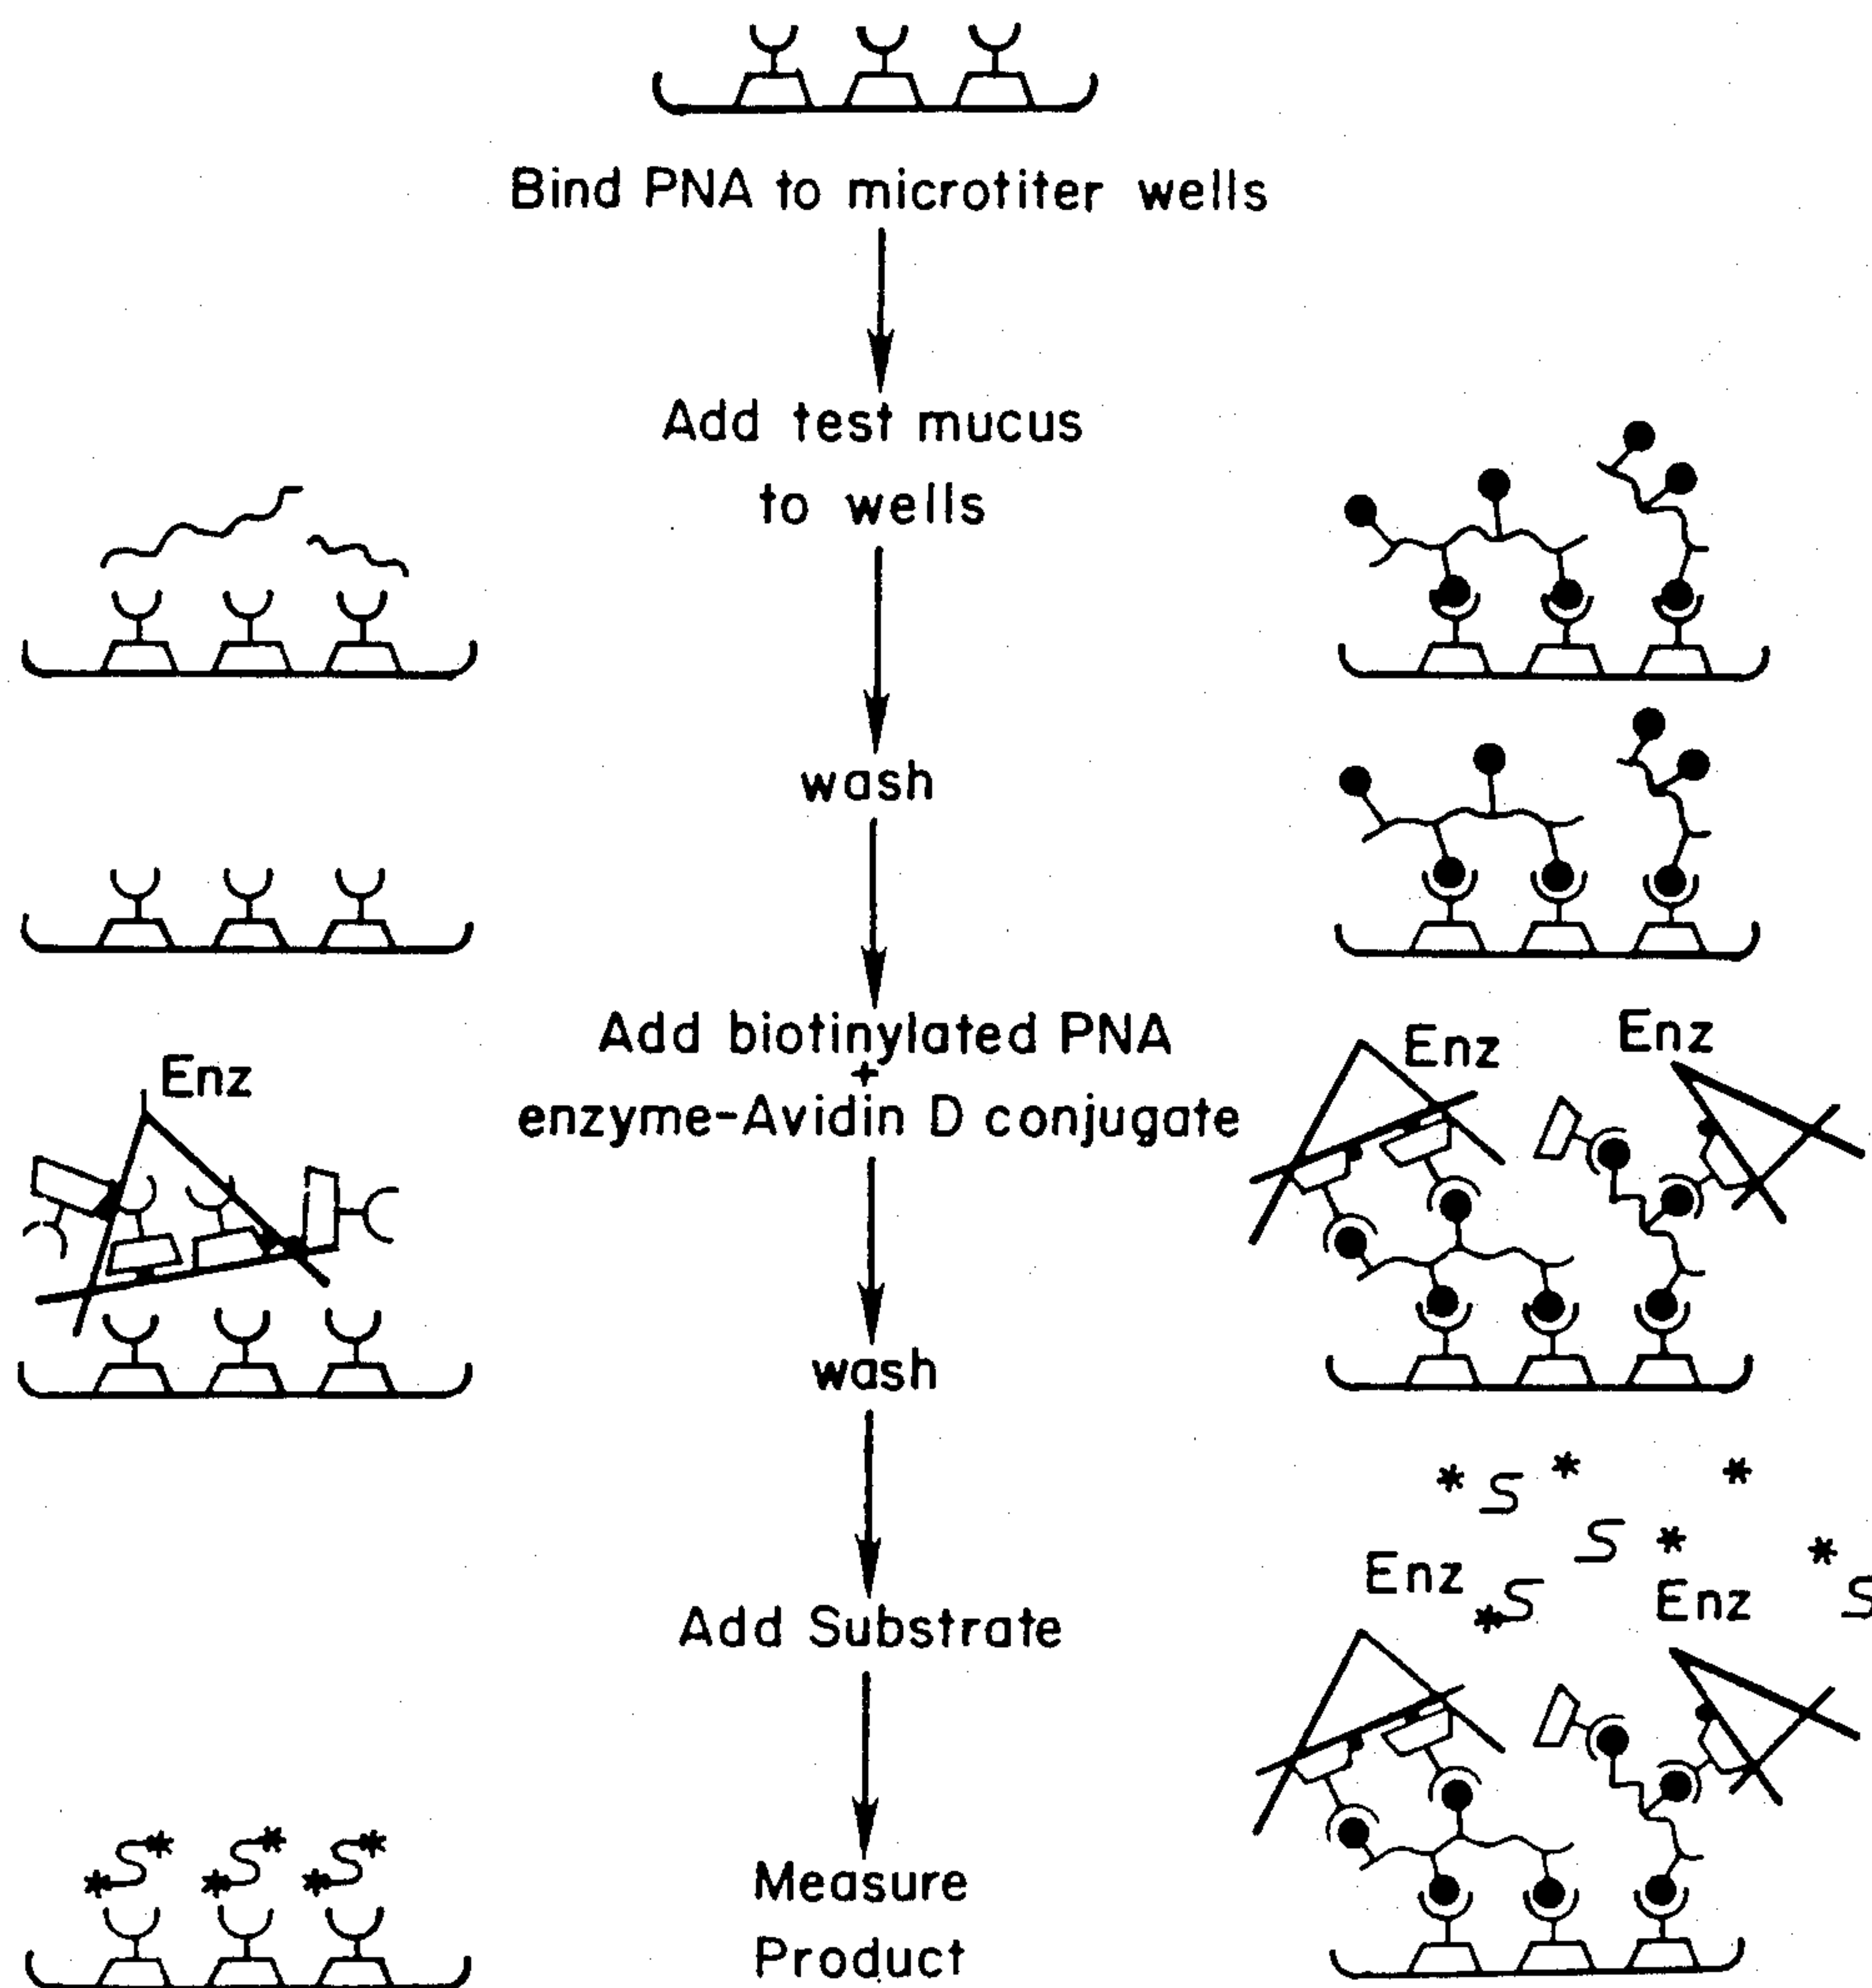 Bind PNA to microtiter wells
Add test mucus
to wells
wash
Add biotinylated PNA
+
enzyme-Avidin D conjugate
Enz
Enz
Enz
wash
* S * *
S * *
Enz *S Enz S
Add Substrate
*S* *S* *S*
Measure
Product